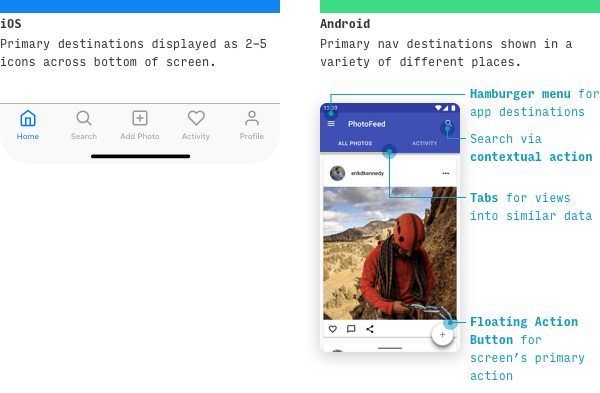 iOS
Primary destinations displayed as 2–5
icons across bottom of screen.
Home
Search
Add Photo
Activity
Profile
Android
Primary nav destinations shown in a
variety of different places.
PhotoFeed
ALL PHOTOS
ACTIVITY
erikdkennedy
Hamburger menu for
app destinations
Search via
contextual action
Tabs for views
into similar data
Floating Action
Button for
screen’s primary
action